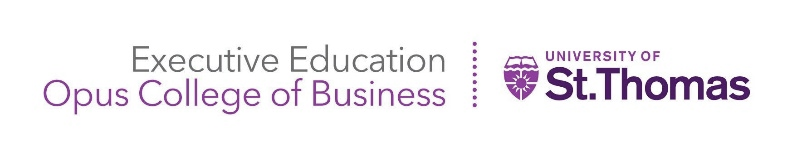 Executive Education
Opus College of Business
UNIVERSITY OF
St.Thomas